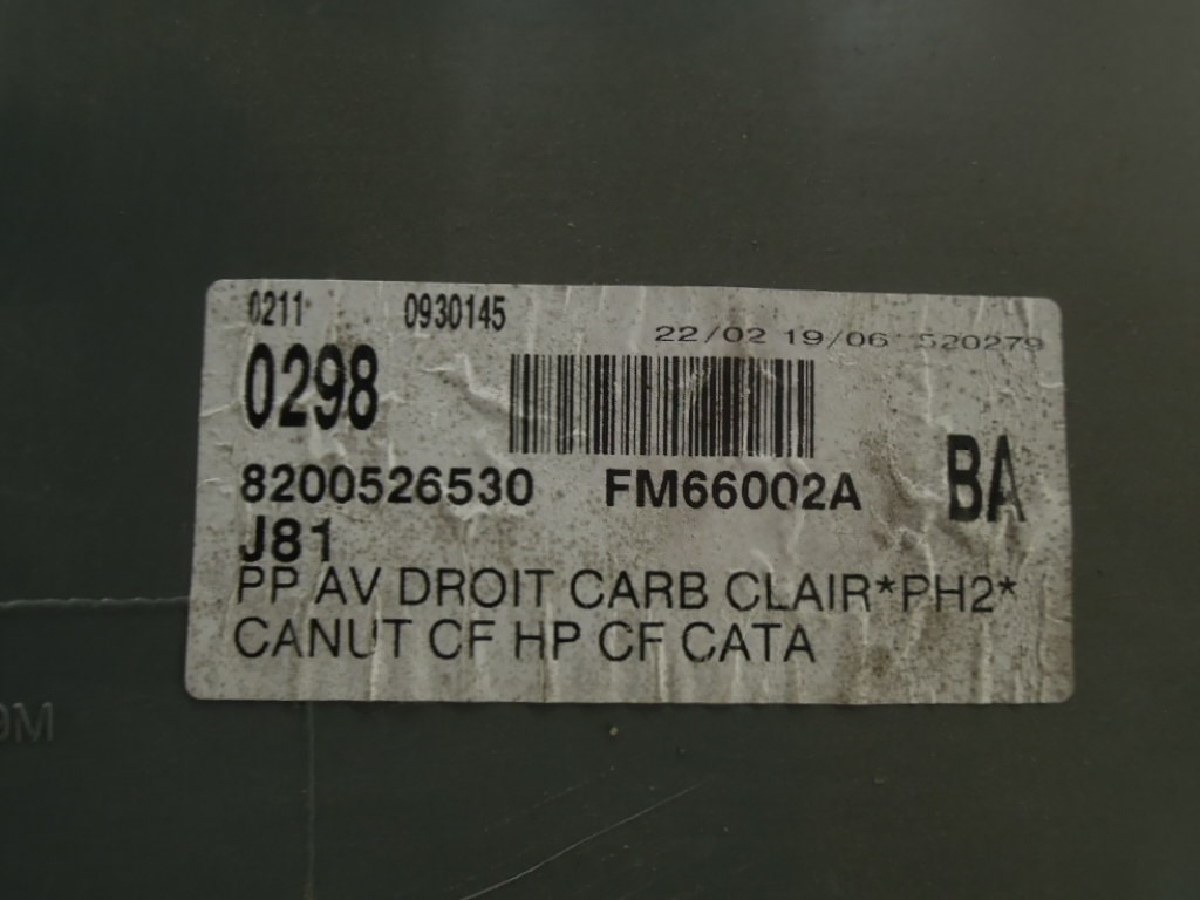 0211 0930145
22/02 19/06 520279
0298
BA
8200526530 FM66002A
J81
PP AV DROIT CARB CLAIR*PH2*
CANUT CF HP CF CATA